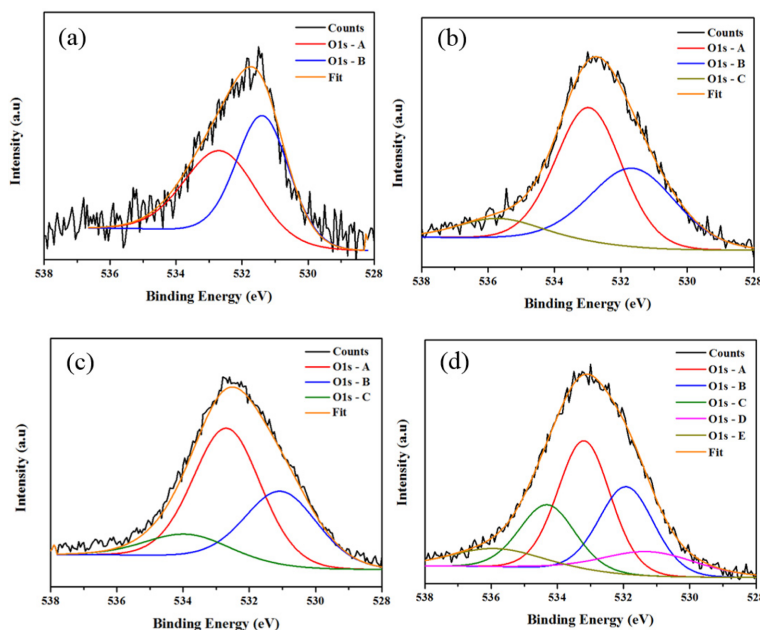 (a)
Counts
O1s - A
O1s - B
Fit
Intensity (a.u)
538 536 534 532 530 528
Binding Energy (eV)
(b)
Counts
O1s - A
O1s - B
O1s - C
Fit
Intensity (a.u)
538 536 534 532 530 528
Binding Energy (eV)
(c)
Counts
O1s - A
O1s - B
O1s - C
Fit
Intensity (a.u)
538 536 534 532 530 528
Binding Energy (eV)
(d)
Counts
O1s - A
O1s - B
O1s - C
O1s - D
O1s - E
Fit
Intensity (a.u)
538 536 534 532 530 528
Binding Energy (eV)